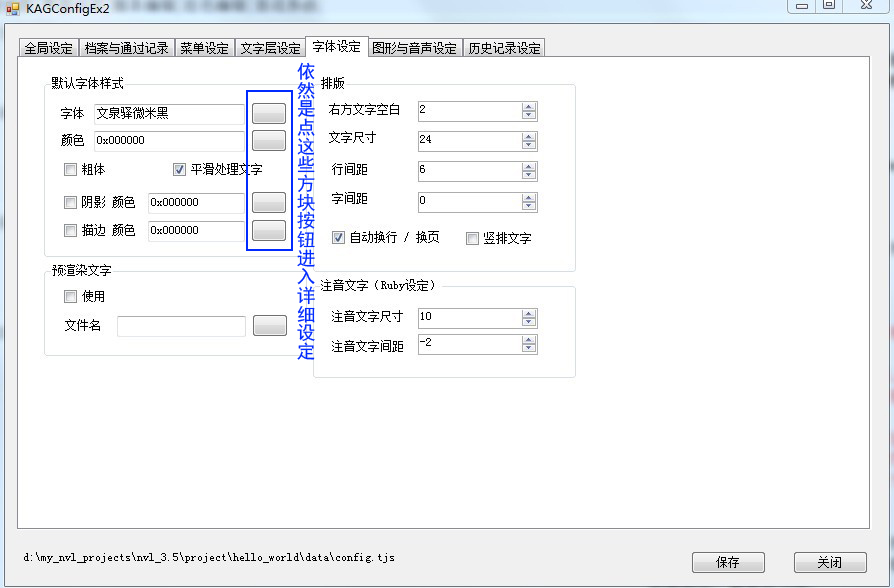 KAGConfigEx2
全局设定 档案与通过记录 菜单设定 文字层设定 字体设定 图形与音声设定 历史记录设定
默认字体样式
字体 文泉驿微米黑
颜色 0x000000
粗体 平滑处理文字
阴影 颜色 0x000000
描边 颜色 0x000000
预渲染文字
使用
文件名
依然是点这些方块按钮进入详细设定
排版
右方文字空白 2
文字尺寸 24
行间距 6
字间距 0
自动换行 / 换页 竖排文字
注音文字（Ruby设定）
注音文字尺寸 10
注音文字间距 -2
d:\my_nvl_projects\nvl_3.5\project\hello_world\data\config.tjs
保存 关闭